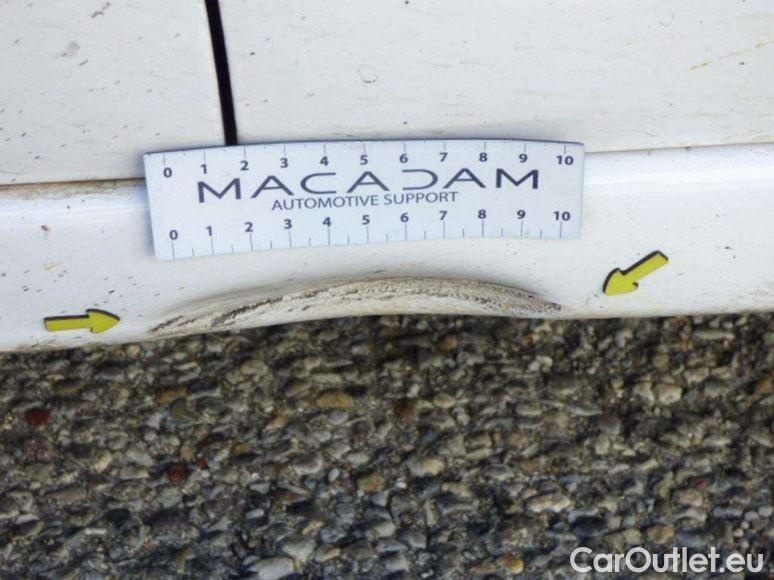 0 1 2 3 4 5 6 7 8 9 10
MACADAM
AUTOMOTIVE SUPPORT
0 1 2 3 4 5 6 7 8 9 10
CarOutlet.eu